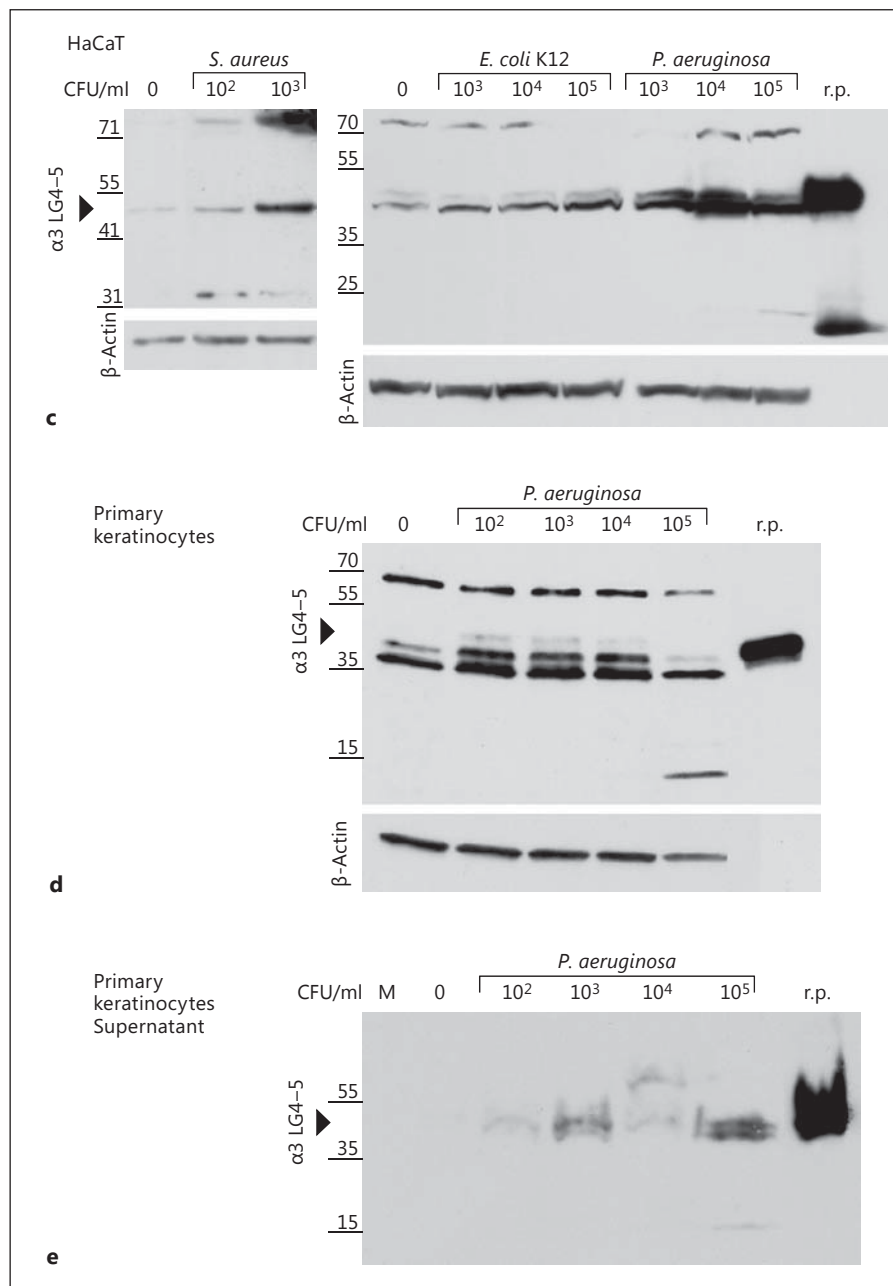 HaCaT
S. aureus
E. coli K12 P. aeruginosa
CFU/ml 0 10² 10³ 0 10³ 10⁴ 10⁵ 10³ 10⁴ 10⁵ r.p.
71
55
41
31
α3 LG4–5
β-Actin
70
55
35
25
β-Actin
c
P. aeruginosa
Primary
keratinocytes
CFU/ml 0 10² 10³ 10⁴ 10⁵ r.p.
70
55
35
15
α3 LG4–5
β-Actin
d
P. aeruginosa
Primary
keratinocytes
Supernatant
CFU/ml M 0 10² 10³ 10⁴ 10⁵ r.p.
55
35
15
α3 LG4–5
e